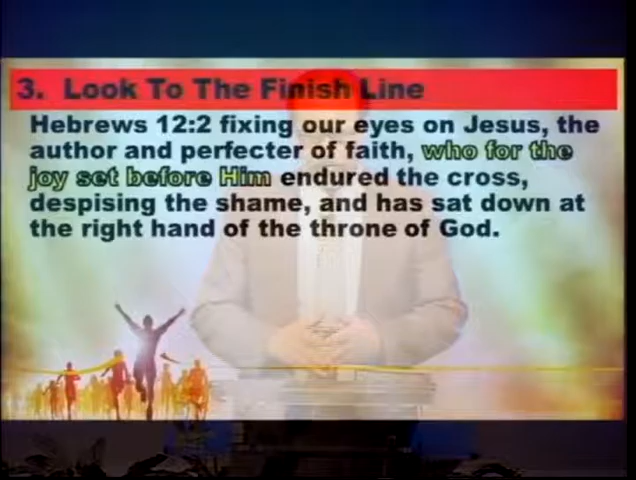 3. Look To The Finish Line
Hebrews 12:2 fixing our eyes on Jesus, the
author and perfecter of faith, who for the
joy set before Him endured the cross,
despising the shame, and has sat down at
the right hand of the throne of God.